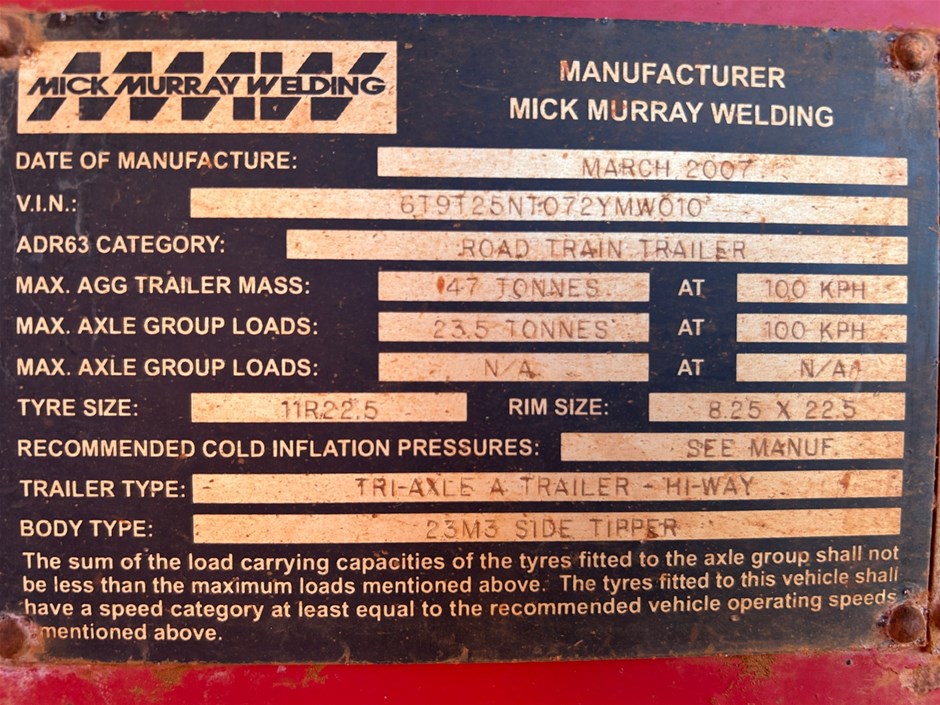 MICK MURRAY WELDING
MANUFACTURER
MICK MURRAY WELDING
DATE OF MANUFACTURE: MARCH 2007
V.I.N.: 6T9T25NT072YMW010
ADR63 CATEGORY: ROAD TRAIN TRAILER
MAX. AGG TRAILER MASS: 47 TONNES AT 100 KPH
MAX. AXLE GROUP LOADS: 23.5 TONNES AT 100 KPH
MAX. AXLE GROUP LOADS: N/A AT N/A
TYRE SIZE: 11R22.5 RIM SIZE: 8.25 X 22.5
RECOMMENDED COLD INFLATION PRESSURES: SEE MANUF.
TRAILER TYPE: TRI-AXLE A TRAILER - HI-WAY
BODY TYPE: 23M3 SIDE TIPPER
The sum of the load carrying capacities of the tyres fitted to the axle group shall not
be less than the maximum loads mentioned above. The tyres fitted to this vehicle shall
have a speed category at least equal to the recommended vehicle operating speeds
mentioned above.